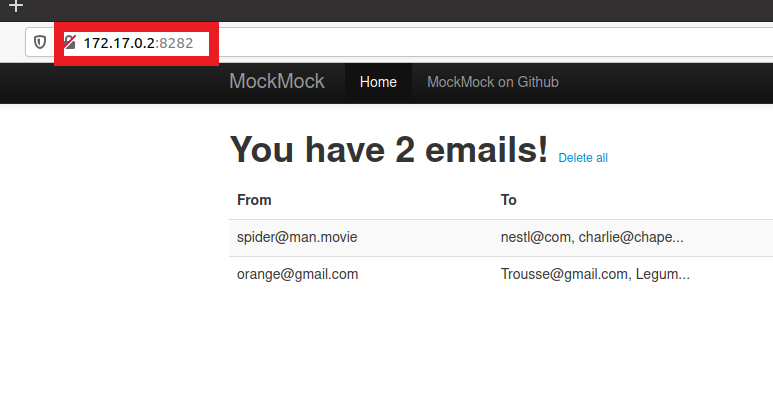 172.17.0.2:8282
MockMock Home MockMock on Github
You have 2 emails! Delete all
From To
spider@man.movie nestl@com, charlie@chape...
orange@gmail.com Trousse@gmail.com, Legum...